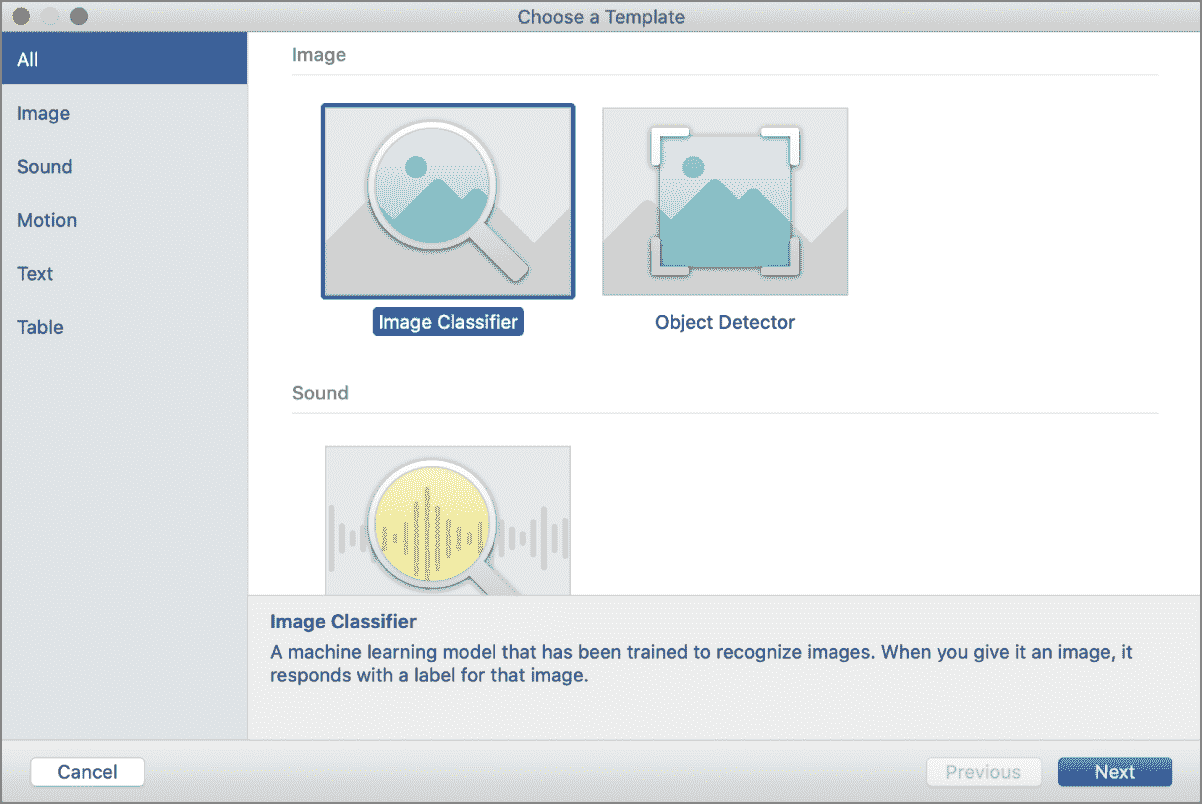 Choose a Template
All
Image
Sound
Motion
Text
Table
Image
Image Classifier
Object Detector
Sound
Image Classifier
A machine learning model that has been trained to recognize images. When you give it an image, it
responds with a label for that image.
Cancel
Previous
Next